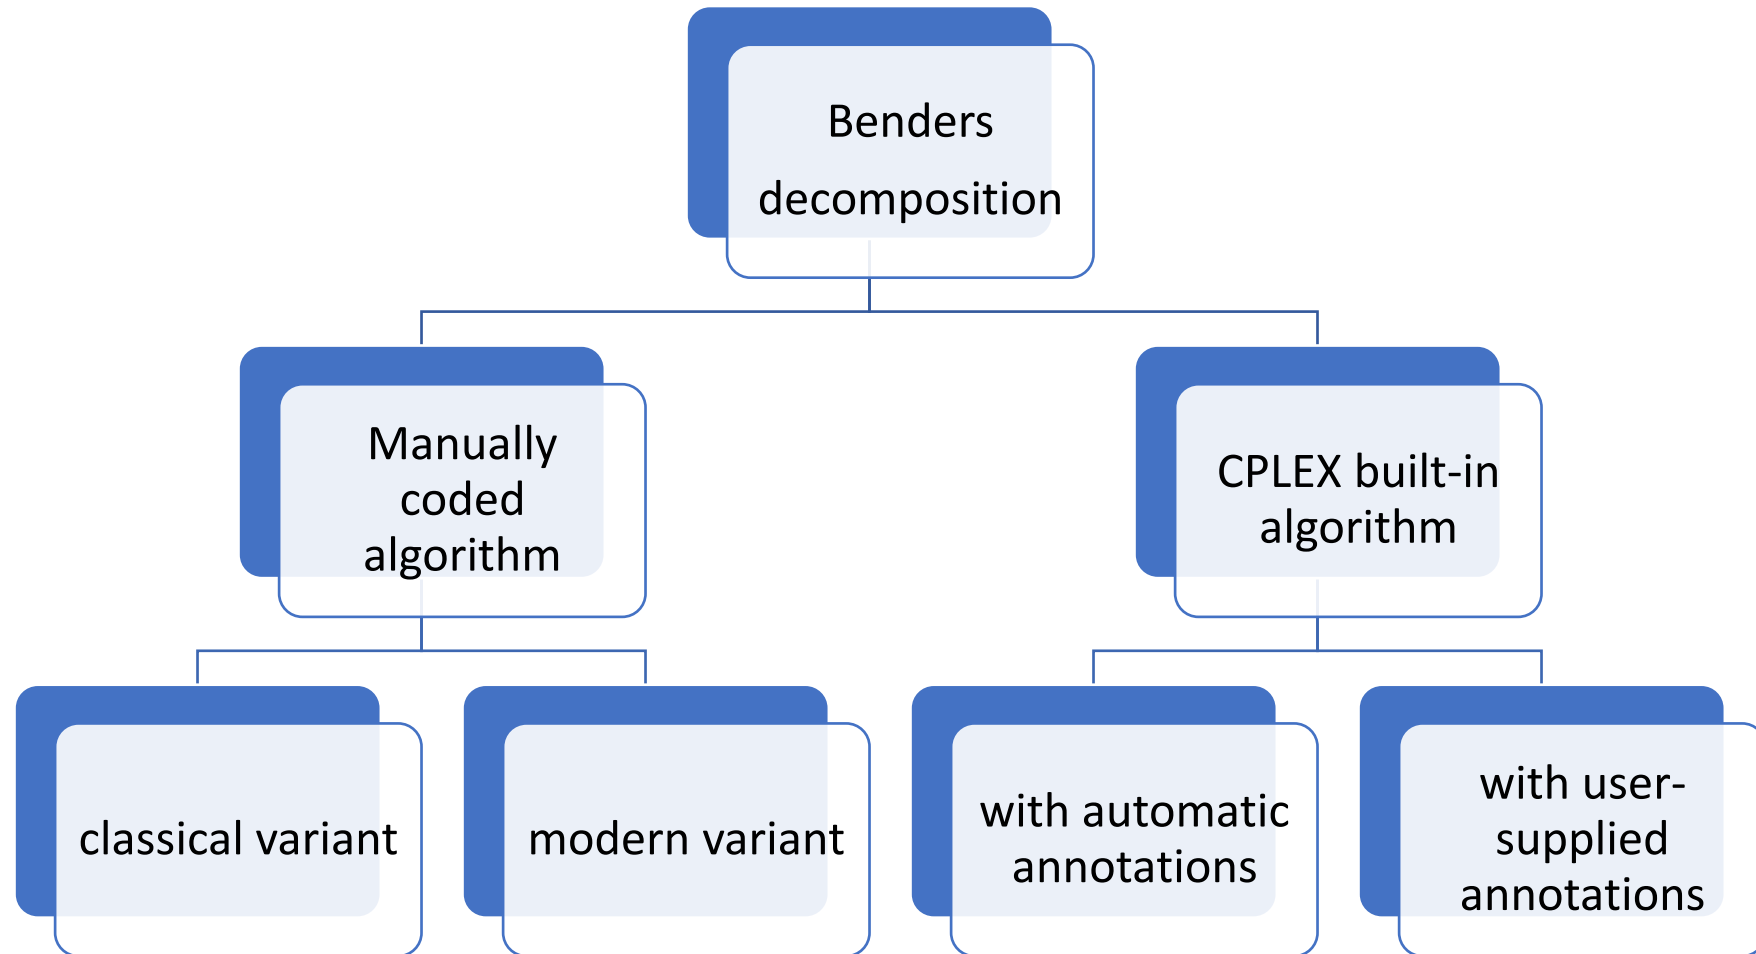 Benders
decomposition
Manually
coded
algorithm
CPLEX built-in
algorithm
classical variant
modern variant
with automatic
annotations
with user-
supplied
annotations